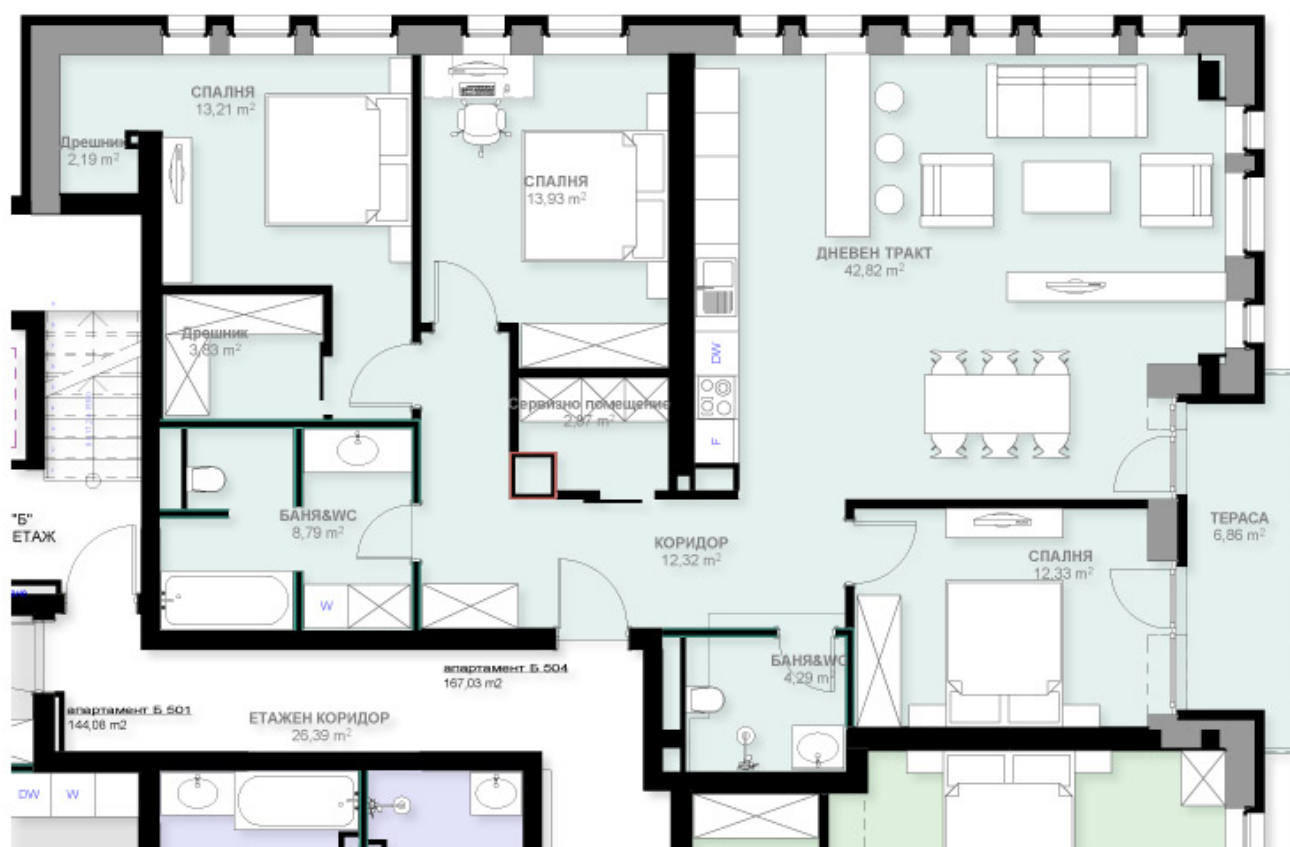 СПАЛНЯ
13,21 m²
Дрешник
2,19 m²
СПАЛНЯ
13,93 m²
ДНЕВЕН ТРАКТ
42,82 m²
Дрешник
3,83 m²
DW
Сервизно помещение
2,87 m²
F
"Б"
ЕТАЖ
БАНЯ&WC
8,79 m²
КОРИДОР
12,32 m²
СПАЛНЯ
12,33 m²
ТЕРАСА
6,86 m²
W
апартамент Б 504
167,03 m2
БАНЯ&WC
4,29 m²
апартамент Б 501
144,08 m2
ЕТАЖЕН КОРИДОР
26,39 m²
DW
W